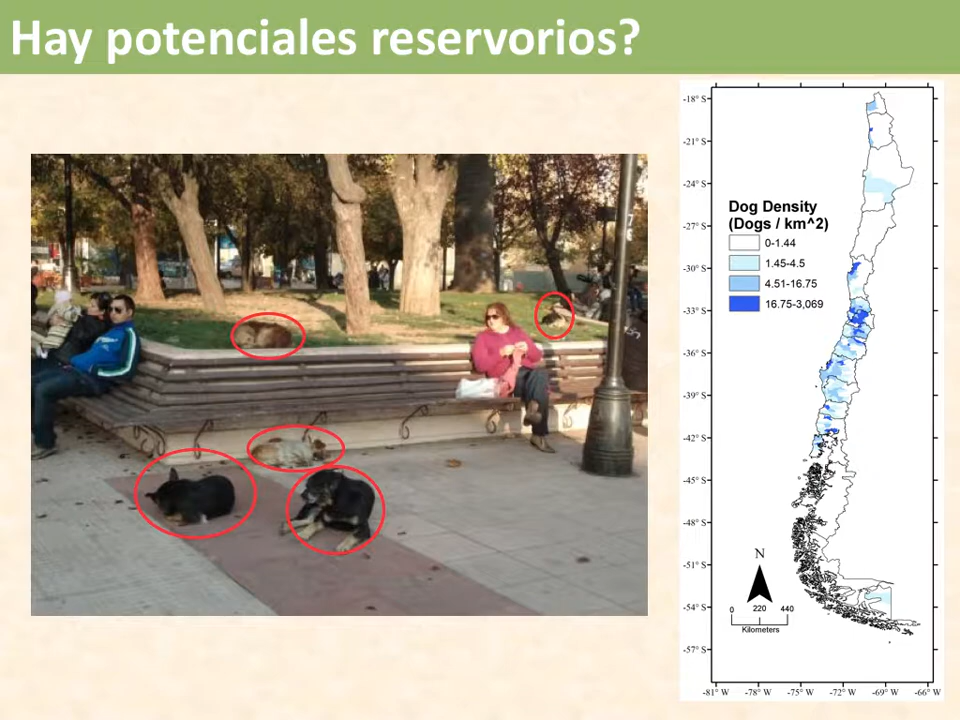 Hay potenciales reservorios?
-18° S
-21° S
-24° S
-27° S
-30° S
-33° S
-36° S
-39° S
-42° S
-45° S
-48° S
-51° S
-54° S
-57° S
Dog Density
(Dogs / km^2)
0-1.44
1.45-4.5
4.51-16.75
16.75-3,069
N
0 220 440
Kilometers
-81° W -78° W -75° W -72° W -69° W -66° W